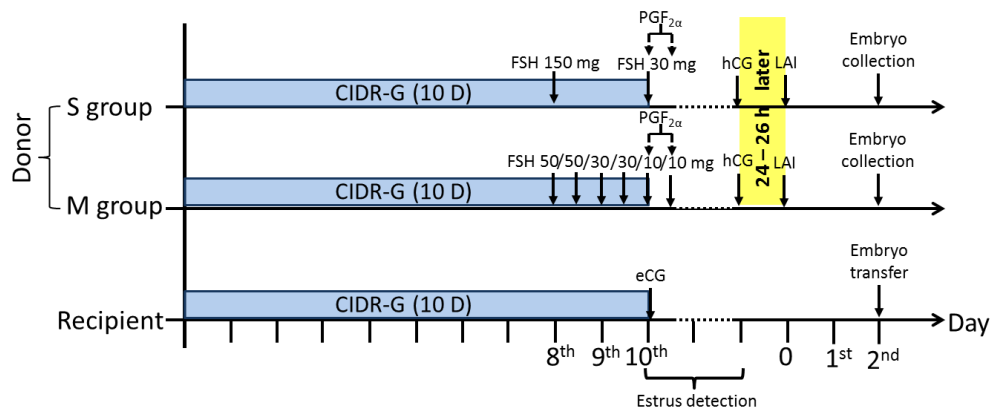 PGF2α
FSH 150 mg
FSH 30 mg
hCG
LAI
Embryo
collection
CIDR-G (10 D)
S group
Donor
24 – 26 h later
PGF2α
FSH 50/50/30/30/10/10 mg
hCG
LAI
Embryo
collection
CIDR-G (10 D)
M group
eCG
Embryo
transfer
CIDR-G (10 D)
Recipient
Day
8th
9th
10th
0
1st
2nd
Estrus detection